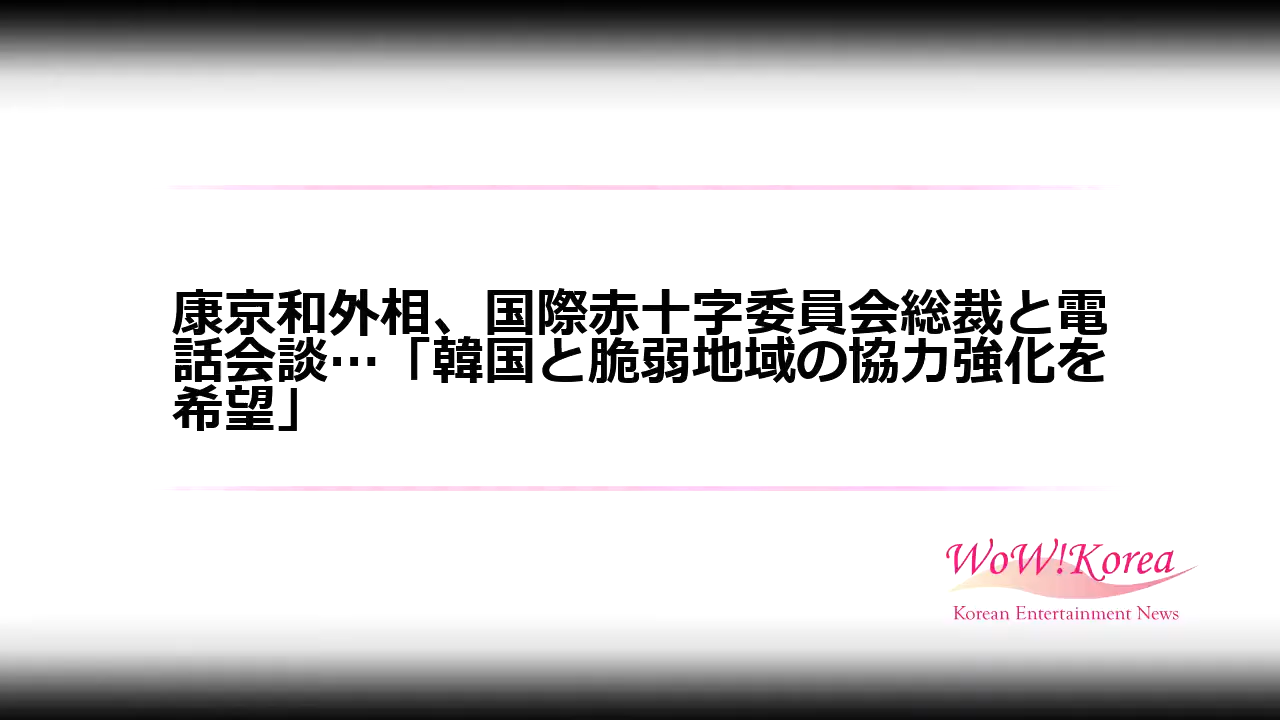 康京和外相、国際赤十字委員会総裁と電
話会談…「韓国と脆弱地域の協力強化を
希望」
WoW!Korea
Korean Entertainment News